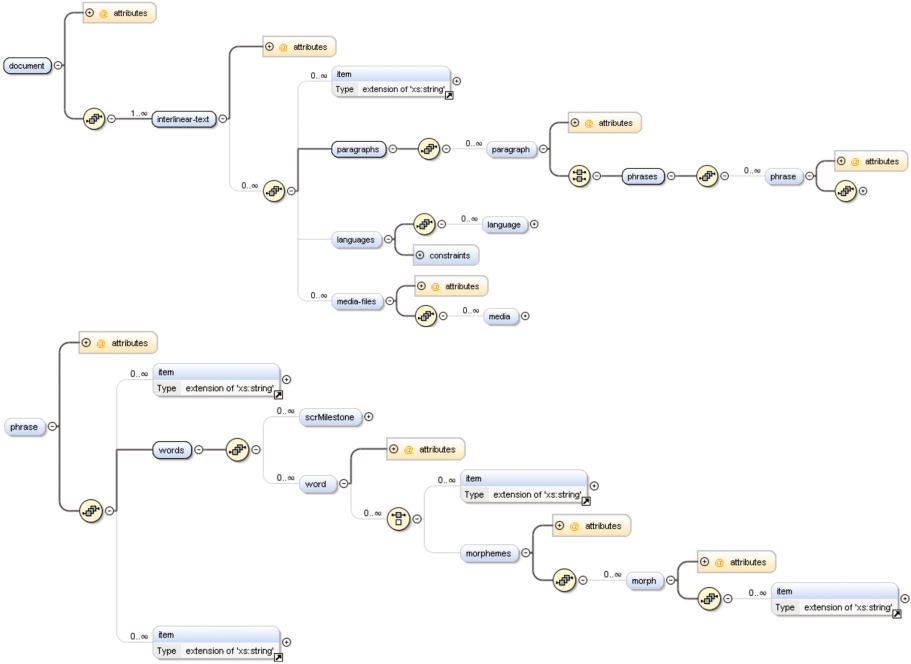 @ attributes
document
1..∞
interlinear-text
@ attributes
0..∞
item
Type extension of 'xs:string'
0..∞
paragraphs
0..∞
paragraph
@ attributes
phrases
0..∞
phrase
@ attributes
languages
0..∞
language
constraints
0..∞
media-files
@ attributes
0..∞
media
@ attributes
phrase
0..∞
item
Type extension of 'xs:string'
words
0..∞
scrMilestone
0..∞
word
@ attributes
0..∞
0..∞
item
Type extension of 'xs:string'
morphemes
@ attributes
0..∞
morph
@ attributes
0..∞
item
Type extension of 'xs:string'
0..∞
item
Type extension of 'xs:string'